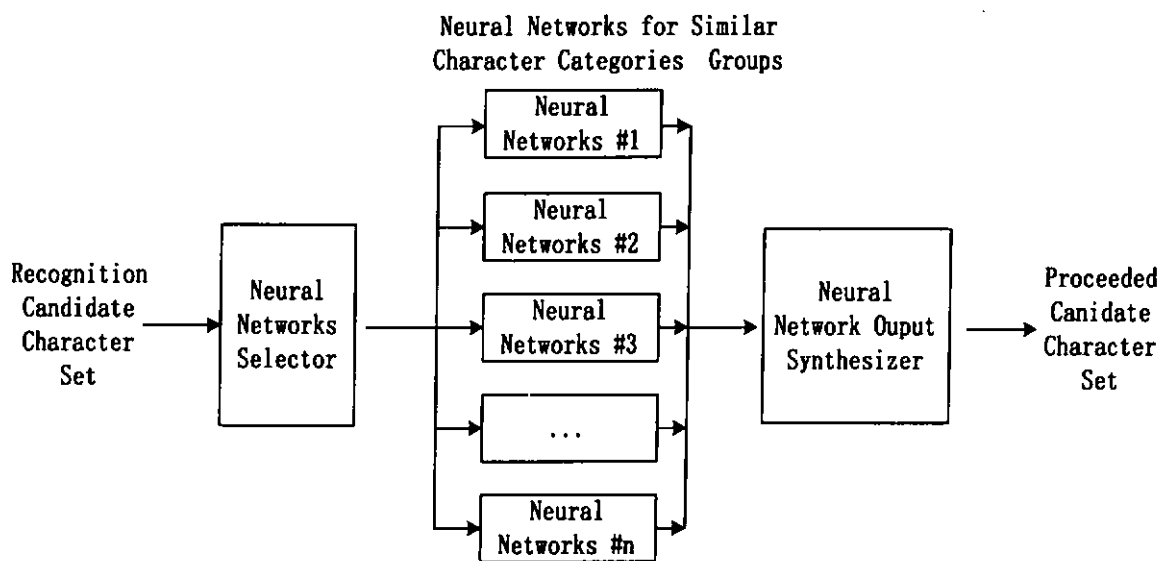 Neural Networks for Similar
Character Categories Groups
Neural
Networks #1
Neural
Networks #2
Recognition
Candidate
Character
Set
Neural
Networks
Selector
Neural
Networks #3
Neural
Network Ouput
Synthesizer
Proceeded
Canidate
Character
Set
...
Neural
Networks #n